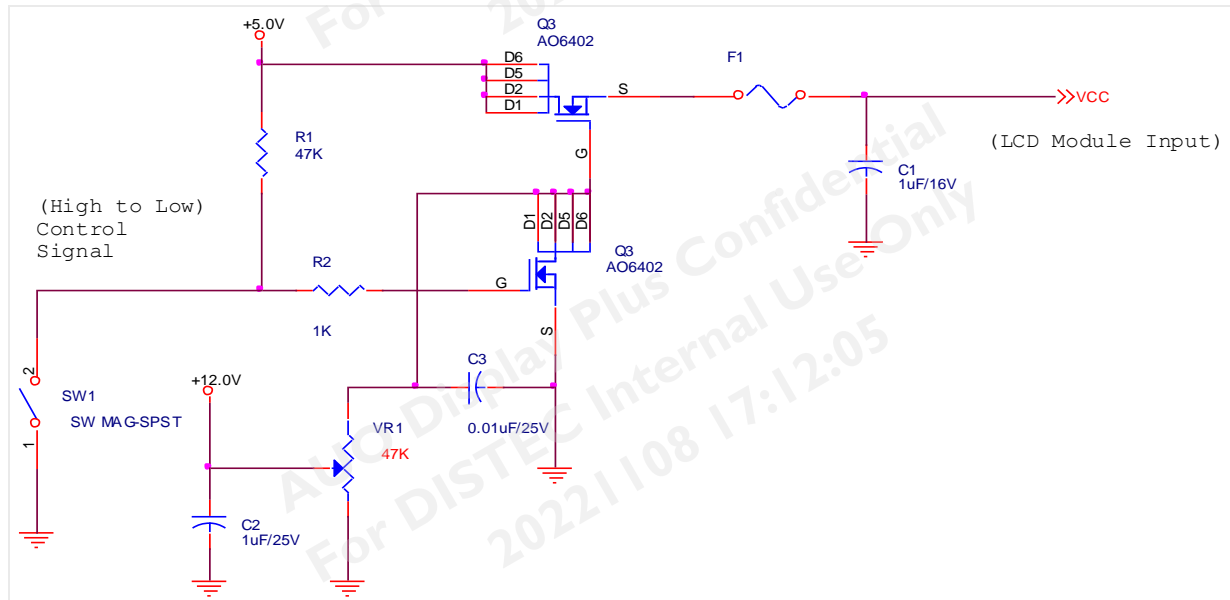 For
2022
+5.0V
Q3
AO6402
D6
D5
D2
D1
S
G
F1
VCC
(LCD Module Input)
C1
1uF/16V
R1
47K
(High to Low)
Control
Signal
D1
D2
D5
D6
Q3
AO6402
G
S
R2
1K
2
1
SW1
SW MAG-SPST
+12.0V
C3
0.01uF/25V
VR1
47K
C2
1uF/25V
AUO Display Plus Confidential
For DISTEC Internal Use Only
20221108 17:12:05